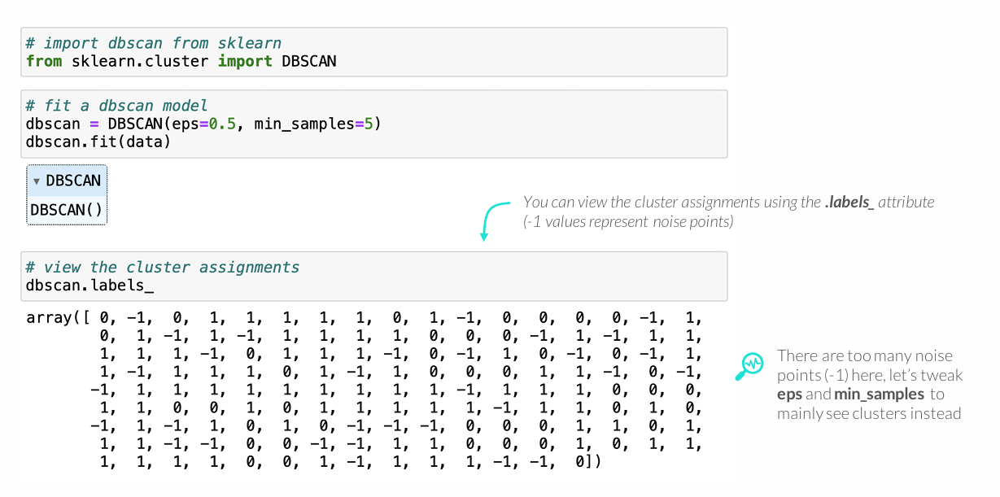 # import dbscan from sklearn
from sklearn.cluster import DBSCAN
# fit a dbscan model
dbscan = DBSCAN(eps=0.5, min_samples=5)
dbscan.fit(data)
▾ DBSCAN
DBSCAN()
You can view the cluster assignments using the .labels_ attribute
(-1 values represent noise points)
# view the cluster assignments
dbscan.labels_
array([ 0, -1,  0,  1,  1,  1,  1,  1,  0,  1, -1,  0,  0,  0,  0, -1,  1,
0,  1, -1,  1, -1,  1,  1,  1,  1,  0,  0,  0, -1,  1, -1,  1,  1,
1,  1,  1, -1,  0,  1,  1,  1, -1,  0, -1,  1,  0, -1,  0, -1,  1,
1, -1,  1,  1,  1,  0,  1, -1,  1,  0,  0,  0,  1,  1, -1,  0, -1,
-1,  1,  1,  1,  1,  1,  1,  1,  1,  1, -1,  1,  1,  1,  0,  0,  0,
1,  1,  0,  0,  1,  0,  1,  1,  1,  1,  1, -1,  1,  1,  0,  1,  0,
-1,  1, -1,  1,  0,  1,  0, -1, -1, -1,  0,  0,  0,  1,  1,  0,  1,
1,  1, -1, -1,  0,  0, -1, -1,  1,  1,  0,  0,  0,  1,  0,  1,  1,
1,  1,  1,  1,  0,  0,  1, -1,  1,  1,  1, -1, -1,  0])
There are too many noise
points (-1) here, let's tweak
eps and min_samples to
mainly see clusters instead